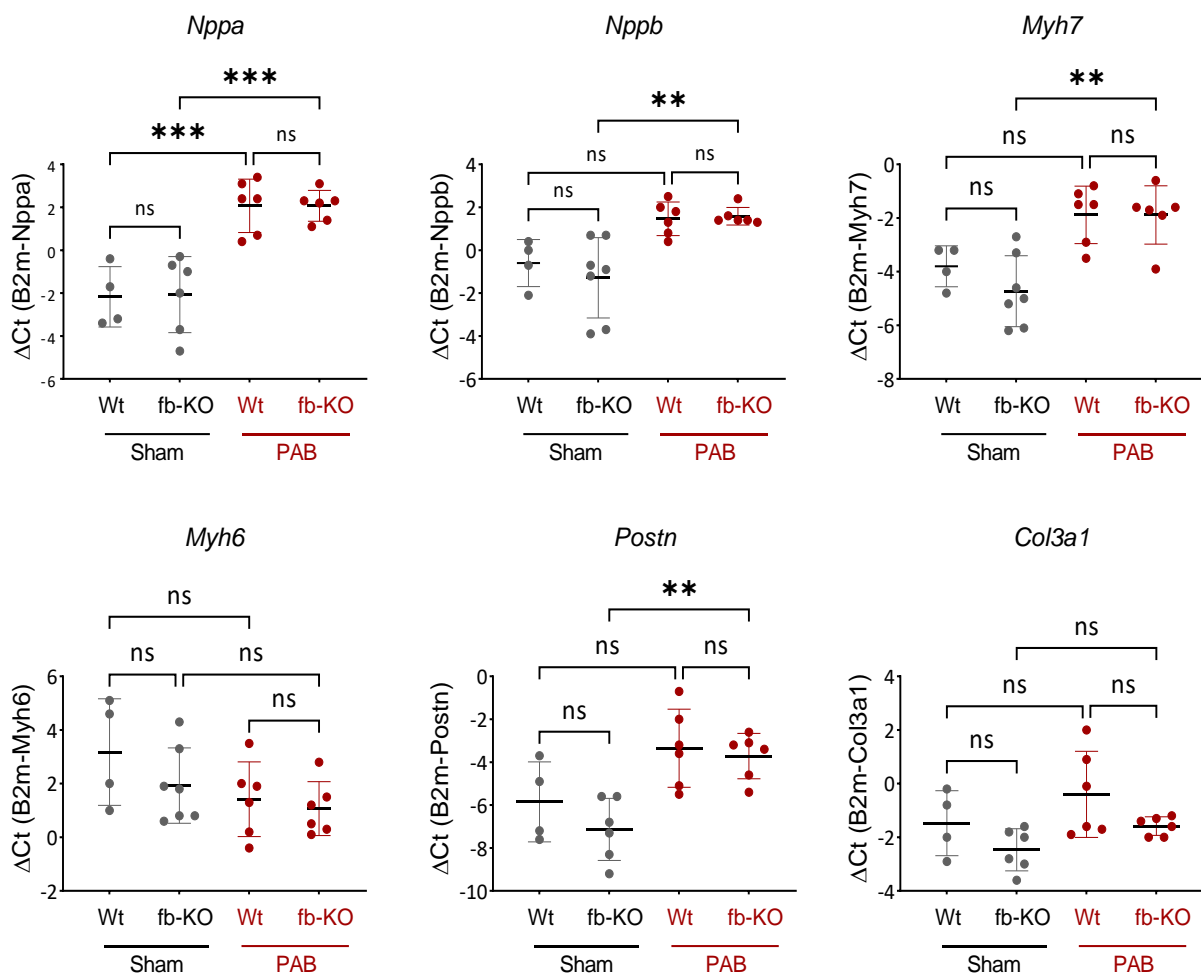 Nppa
***
***
ns
ns
ΔCt (B2m-Nppa)
4
2
0
-2
-4
-6
Wt
fb-KO
Wt
fb-KO
Sham
PAB
Nppb
**
ns
ns
ns
ΔCt (B2m-Nppb)
4
2
0
-2
-4
-6
Wt
fb-KO
Wt
fb-KO
Sham
PAB
Myh7
**
ns
ns
ns
ΔCt (B2m-Myh7)
0
-2
-4
-6
-8
Wt
fb-KO
Wt
fb-KO
Sham
PAB
Myh6
ns
ns
ns
ns
ΔCt (B2m-Myh6)
6
4
2
0
-2
Wt
fb-KO
Wt
fb-KO
Sham
PAB
Postn
**
ns
ns
ns
ΔCt (B2m-Postn)
0
-2
-4
-6
-8
-10
Wt
fb-KO
Wt
fb-KO
Sham
PAB
Col3a1
ns
ns
ns
ns
ΔCt (B2m-Col3a1)
4
2
0
-2
-4
Wt
fb-KO
Wt
fb-KO
Sham
PAB